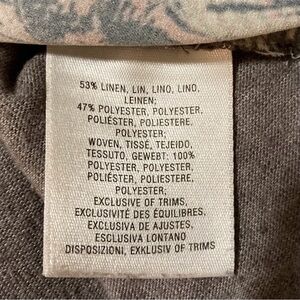 53% LINEN, LIN, LINO, LINO,
LEINEN;
47% POLYESTER, POLYESTER,
POLIÉSTER, POLIESTERE,
POLYESTER;
WOVEN, TISSÉ, TEJEIDO,
TESSUTO, GEWEBT: 100%
POLYESTER, POLYESTER,
POLIÉSTER, POLIESTERE,
POLYESTER;
EXCLUSIVE OF TRIMS,
EXCLUSIVITÉ DES ÉQUILIBRES,
EXCLUSIVA DE AJUSTES,
ESCLUSIVA LONTANO
DISPOSIZIONI, EXKLUSIV OF TRIMS